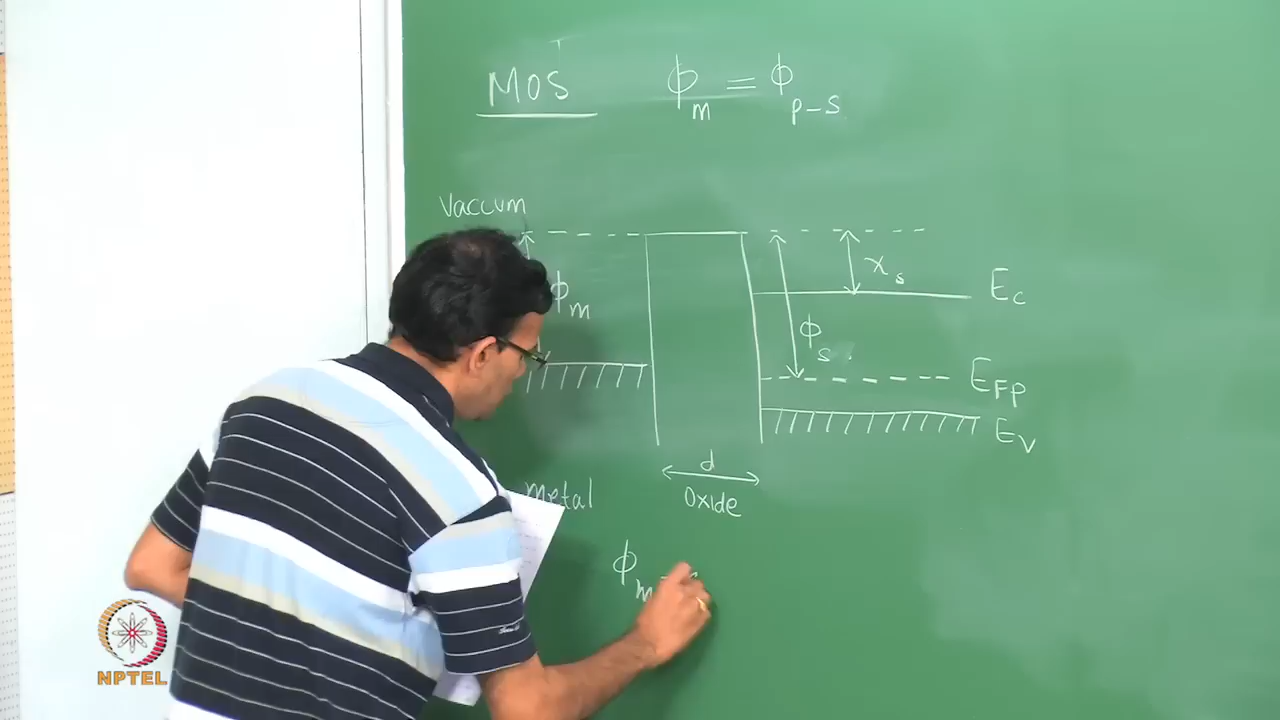 MOS ϕm = ϕp-s
Vaccum
ϕm
χs
Ec
ϕs
EFp
Ev
d
metal
Oxide
ϕm =
NPTEL